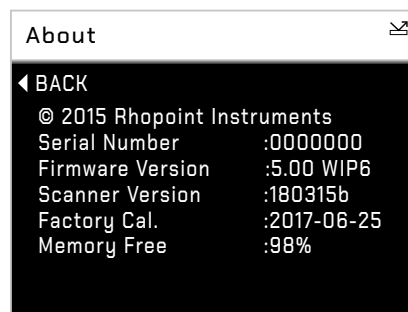 About
BACK
© 2015 Rhopoint Instruments
Serial Number :0000000
Firmware Version :5.00 WIP6
Scanner Version :180315b
Factory Cal. :2017-06-25
Memory Free :98%